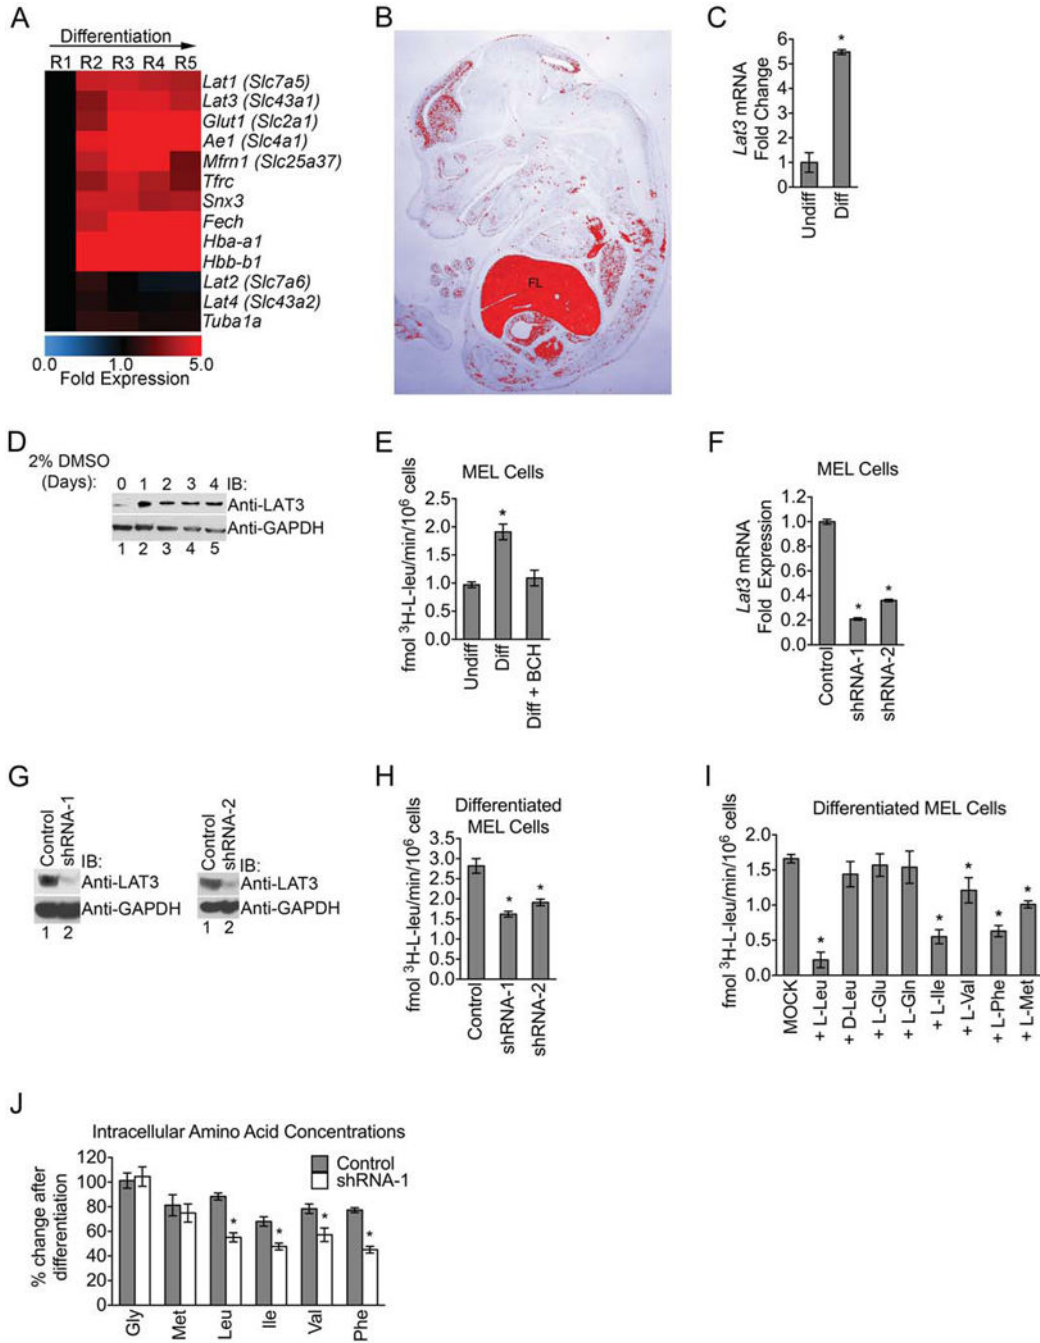 A
Differentiation
R1 R2 R3 R4 R5
Lat1 (Slc7a5)
Lat3 (Slc43a1)
Glut1 (Slc2a1)
Ae1 (Slc4a1)
Mfrn1 (Slc25a37)
Tfrc
Snx3
Fech
Hba-a1
Hbb-b1
Lat2 (Slc7a6)
Lat4 (Slc43a2)
Tuba1a
0.0 1.0 5.0
Fold Expression
B
FL
C
Lat3 mRNA
Fold Change
6
5
4
3
2
1
0
*
Undiff
Diff
D
2% DMSO
(Days): 0 1 2 3 4 IB:
Anti-LAT3
Anti-GAPDH
1 2 3 4 5
E
MEL Cells
fmol ³H-L-leu/min/10⁶ cells
2.5
2.0
1.5
1.0
0.5
0.0
*
Undiff
Diff
Diff + BCH
F
MEL Cells
Lat3 mRNA
Fold Expression
1.2
1.0
0.8
0.6
0.4
0.2
0
* *
Control
shRNA-1
shRNA-2
G
Control
shRNA-1
IB:
Anti-LAT3
Anti-GAPDH
1 2
Control
shRNA-2
IB:
Anti-LAT3
Anti-GAPDH
1 2
H
Differentiated
MEL Cells
fmol ³H-L-leu/min/10⁶ cells
3.5
3.0
2.5
2.0
1.5
1.0
0.5
0.0
* *
Control
shRNA-1
shRNA-2
I
Differentiated MEL Cells
fmol ³H-L-leu/min/10⁶ cells
2.0
1.5
1.0
0.5
0.0
* * * * *
MOCK
+ L-Leu
+ D-Leu
+ L-Glu
+ L-Gln
+ L-Ile
+ L-Val
+ L-Phe
+ L-Met
J
Intracellular Amino Acid Concentrations
% change after
differentiation
120
100
80
60
40
20
0
Control
shRNA-1
* * * *
Gly
Met
Leu
Ile
Val
Phe